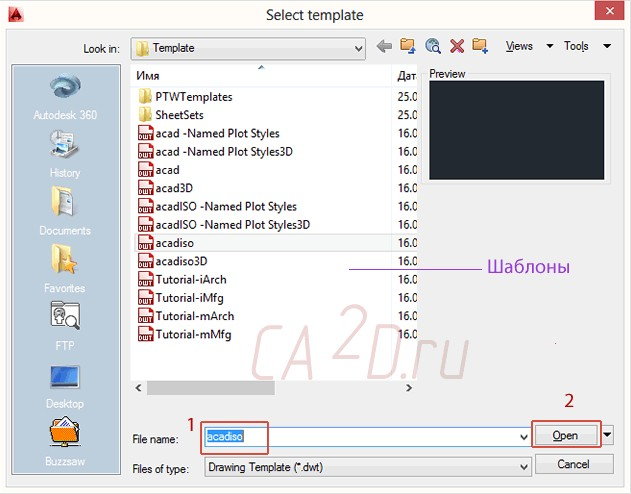 Select template
Look in: Template Views Tools
Имя Дата
Preview
Autodesk 360
History
Documents
Favorites
FTP
Desktop
Buzzsaw
PTWTemplates 25.0
SheetSets 25.0
acad -Named Plot Styles 16.0
acad -Named Plot Styles3D 16.0
acad 16.0
acad3D 16.0
acadISO -Named Plot Styles 16.0
acadISO -Named Plot Styles3D 16.0
acadiso 16.0
acadiso3D 16.0
Tutorial-iArch 16.0
Tutorial-iMfg 16.0
Tutorial-mArch 16.0
Tutorial-mMfg 16.0
Шаблоны
CA2D.ru
1
2
File name: acadiso Open
Files of type: Drawing Template (*.dwt) Cancel